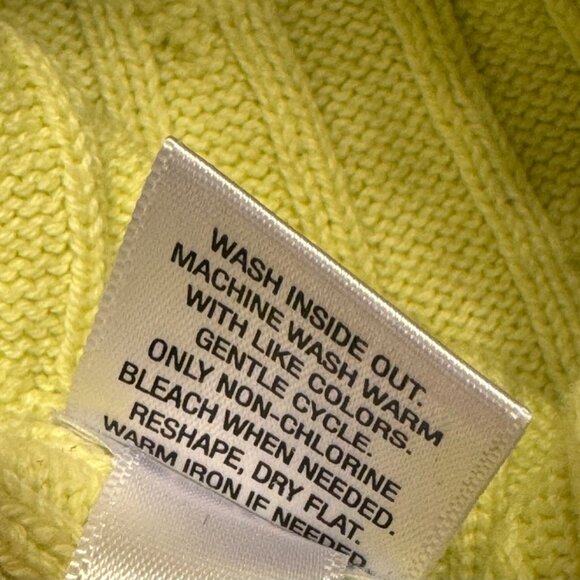 WASH INSIDE OUT.
MACHINE WASH WARM
WITH LIKE COLORS.
GENTLE CYCLE.
ONLY NON-CHLORINE
BLEACH WHEN NEEDED.
RESHAPE, DRY FLAT.
WARM IRON IF NEEDED.